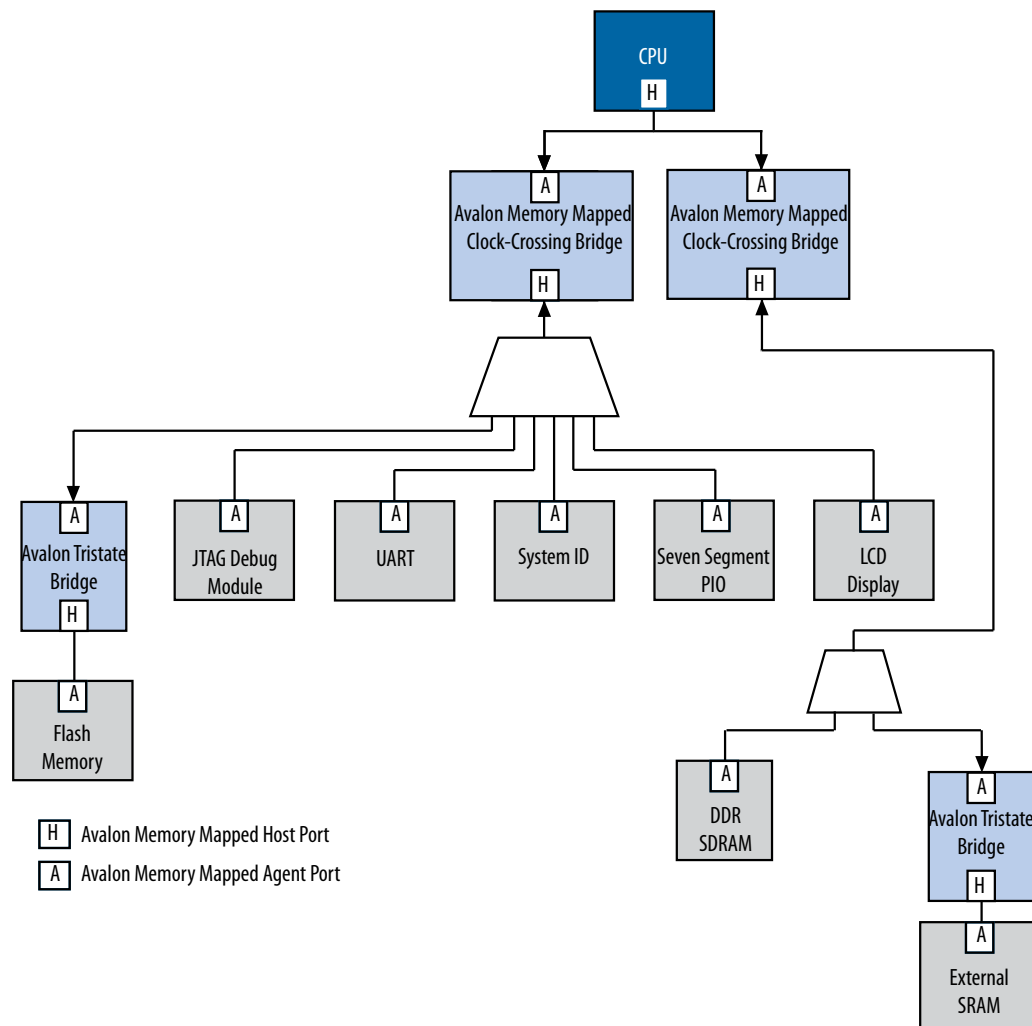 CPU
H
A
Avalon Memory Mapped
Clock-Crossing Bridge
H
A
Avalon Memory Mapped
Clock-Crossing Bridge
H
A
Avalon Tristate
Bridge
H
A
JTAG Debug
Module
A
UART
A
System ID
A
Seven Segment
PIO
A
LCD
Display
A
Flash
Memory
A
DDR
SDRAM
A
Avalon Tristate
Bridge
H
A
External
SRAM
H Avalon Memory Mapped Host Port
A Avalon Memory Mapped Agent Port